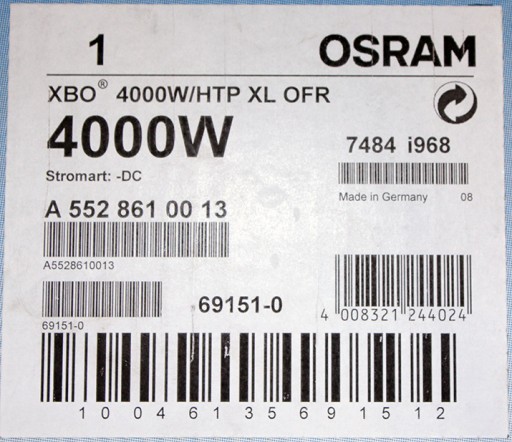 1 OSRAM
XBO® 4000W/HTP XL OFR
4000W
7484 i968
Stromart: -DC
Made in Germany 08
A 552 861 00 13
A5528610013
69151-0
4 008321 244024
69151-0
1 0 0 4 6 1 3 5 6 9 1 5 1 2